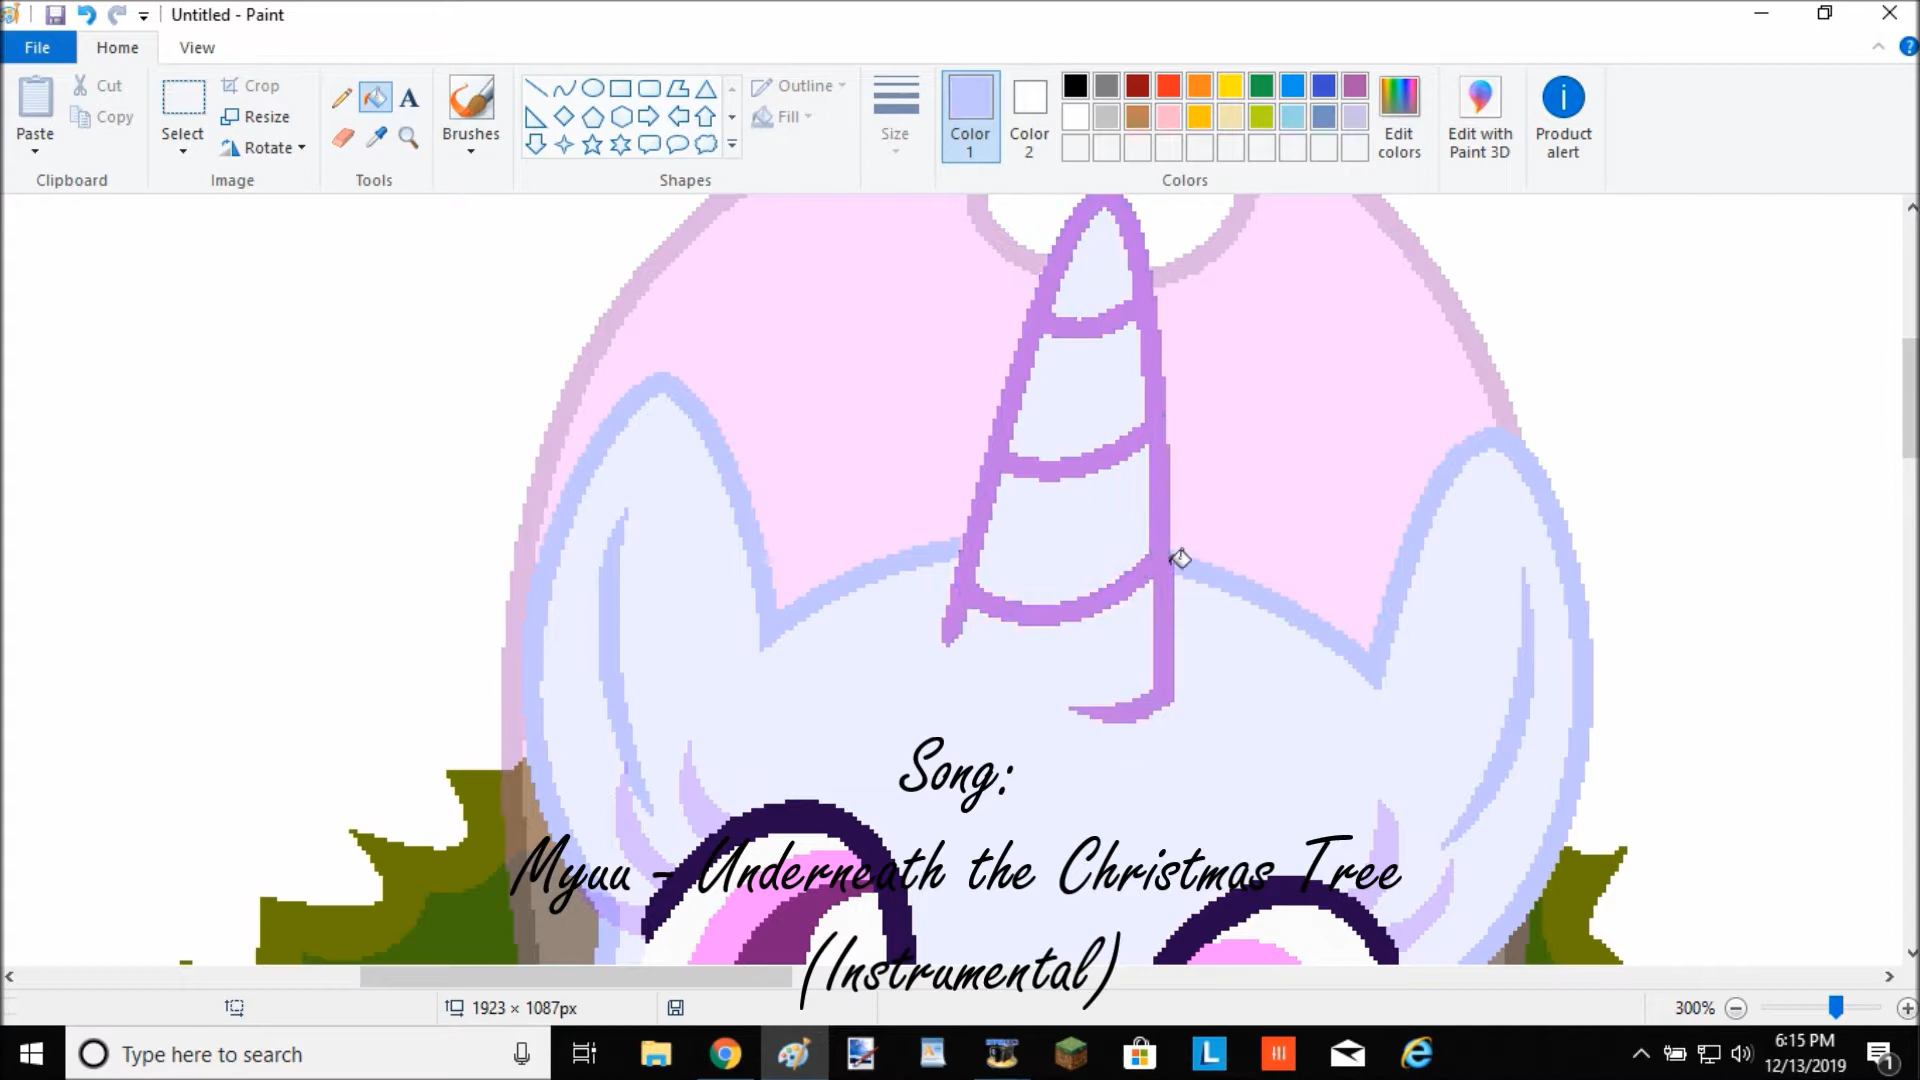 Untitled - Paint
File
Home
View
Paste
Cut
Copy
Clipboard
Select
Crop
Resize
Rotate
Image
A
Tools
Brushes
Shapes
Outline
Fill
Size
Color 1
Color 2
Colors
Edit colors
Edit with Paint 3D
Product alert
Song:
Myuu - Underneath the Christmas Tree
(Instrumental)
1923 × 1087px
300%
Type here to search
L
6:15 PM
12/13/2019
1